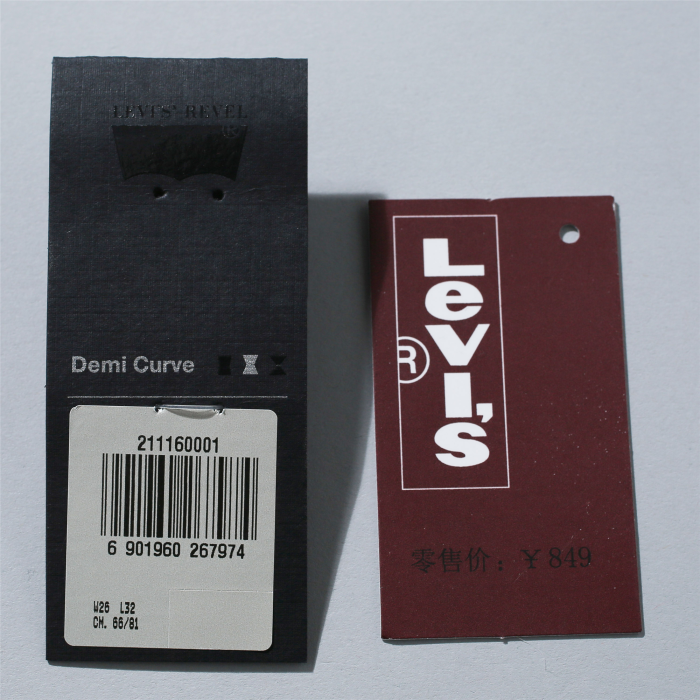 LEVI'S® REVEL
Demi Curve
211160001
6 901960 267974
W26 L32
CM. 66/81
Levi's
®
零售价：￥849